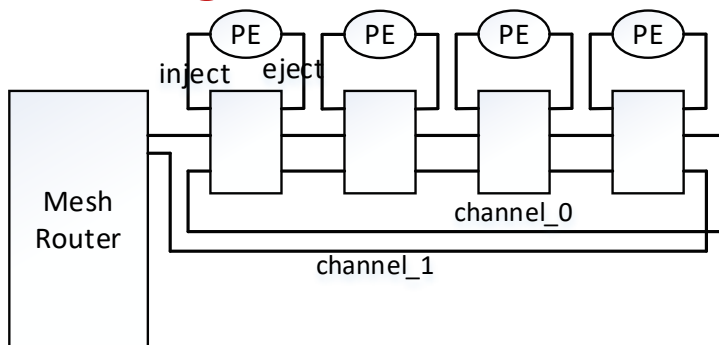 PE PE PE PE
inject eject
Mesh
Router
channel_0
channel_1